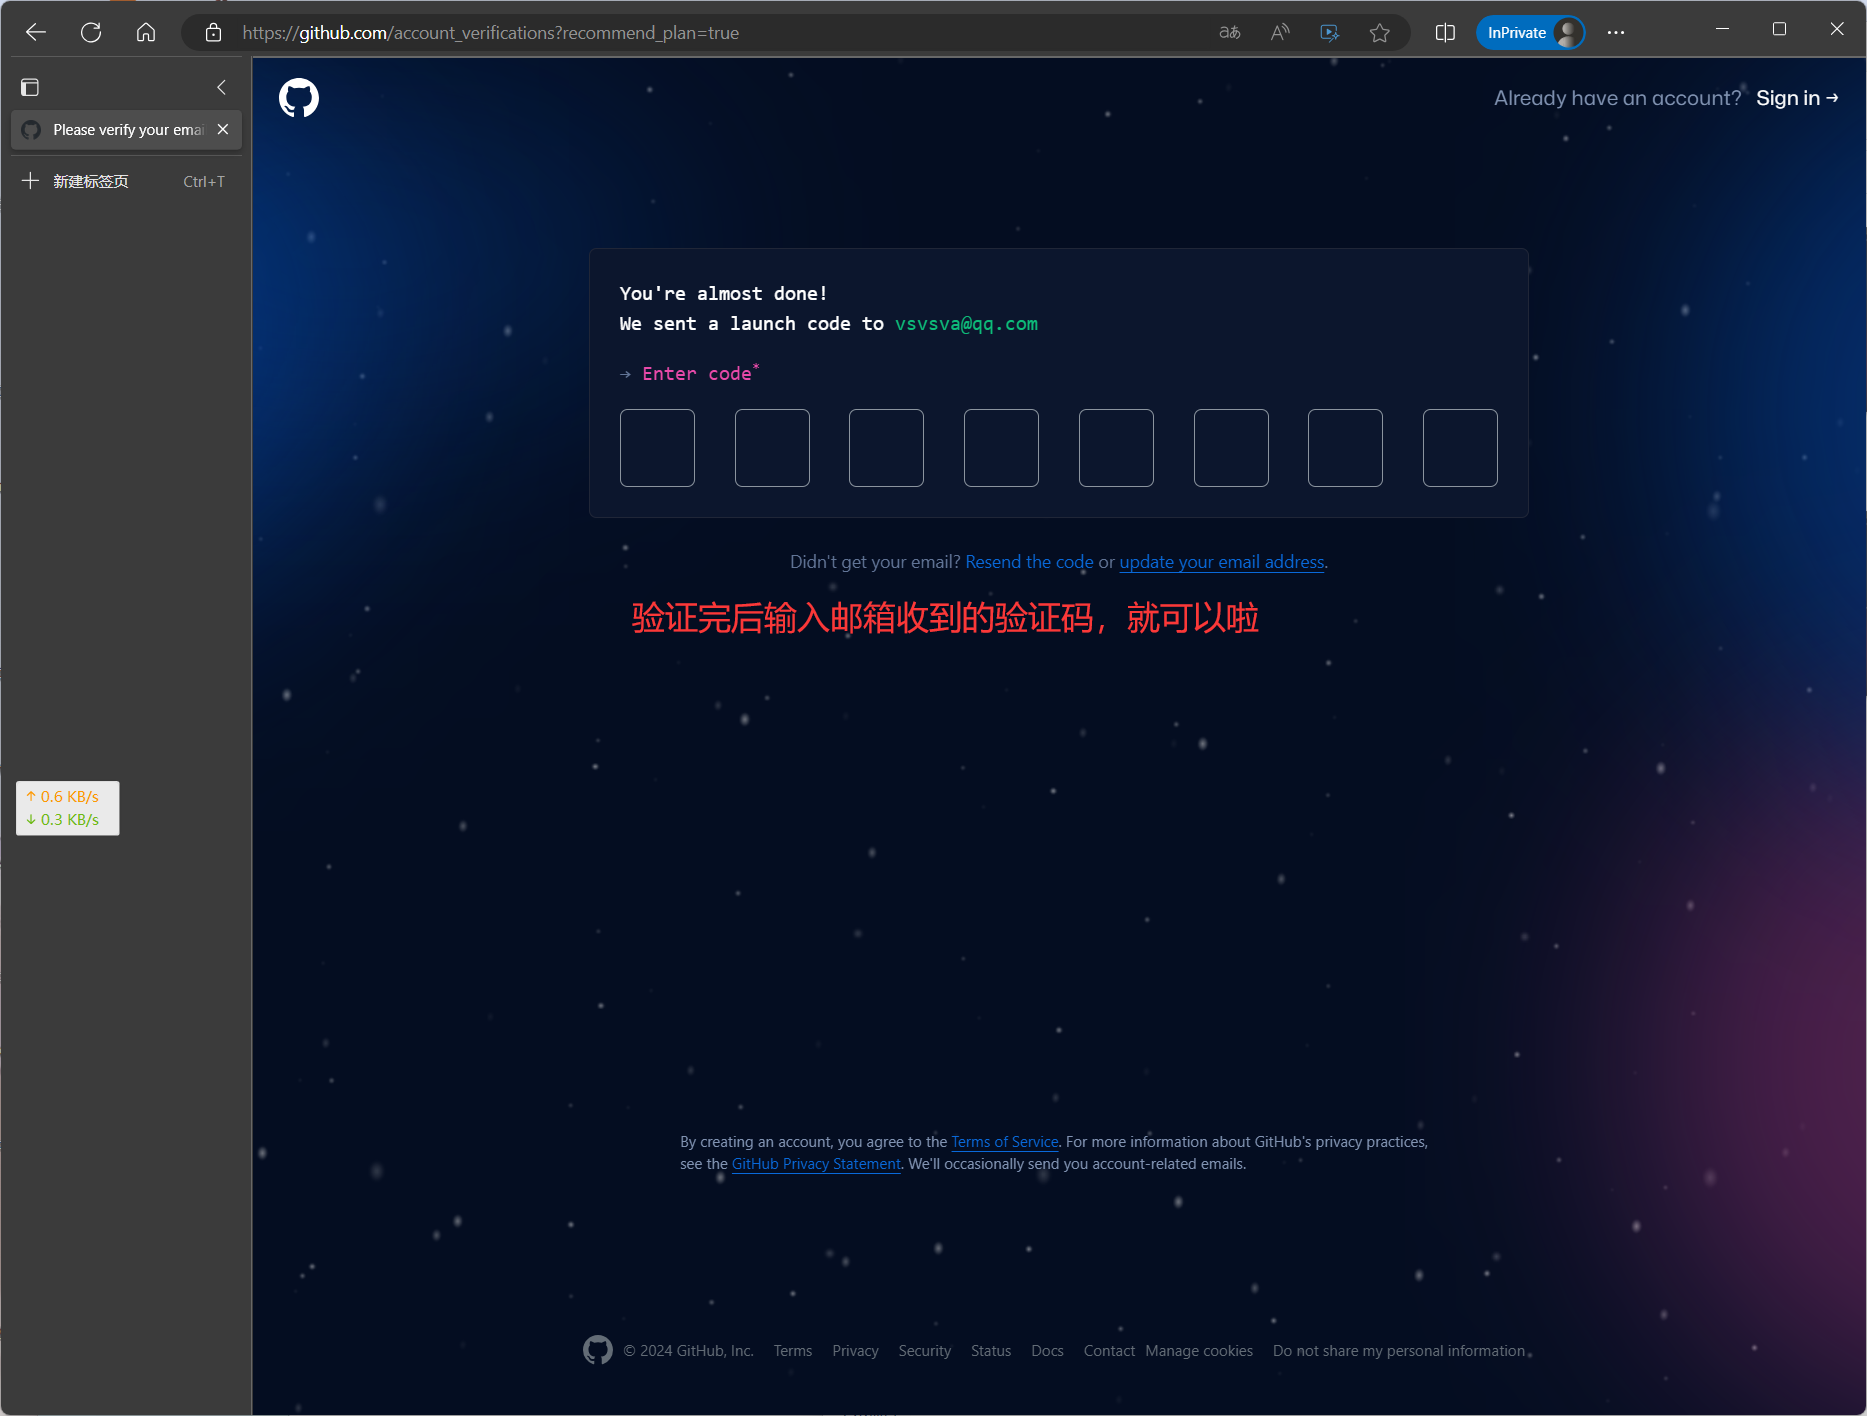 https://github.com/account_verifications?recommend_plan=true
InPrivate
Please verify your emai
新建标签页 Ctrl+T
Already have an account? Sign in →
You're almost done!
We sent a launch code to vsvsva@qq.com
→ Enter code*
Didn't get your email? Resend the code or update your email address.
验证完后输入邮箱收到的验证码，就可以啦
↑ 0.6 KB/s
↓ 0.3 KB/s
By creating an account, you agree to the Terms of Service. For more information about GitHub's privacy practices,
see the GitHub Privacy Statement. We'll occasionally send you account-related emails.
© 2024 GitHub, Inc. Terms Privacy Security Status Docs Contact Manage cookies Do not share my personal information